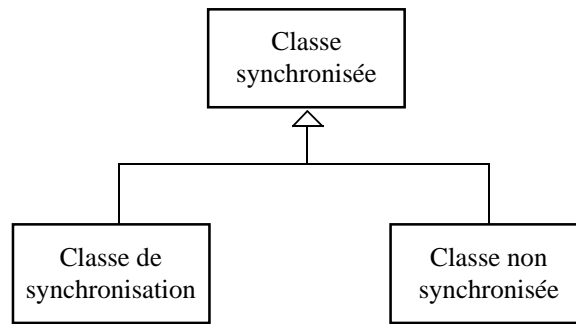 Classe
synchronisée
Classe de
synchronisation
Classe non
synchronisée